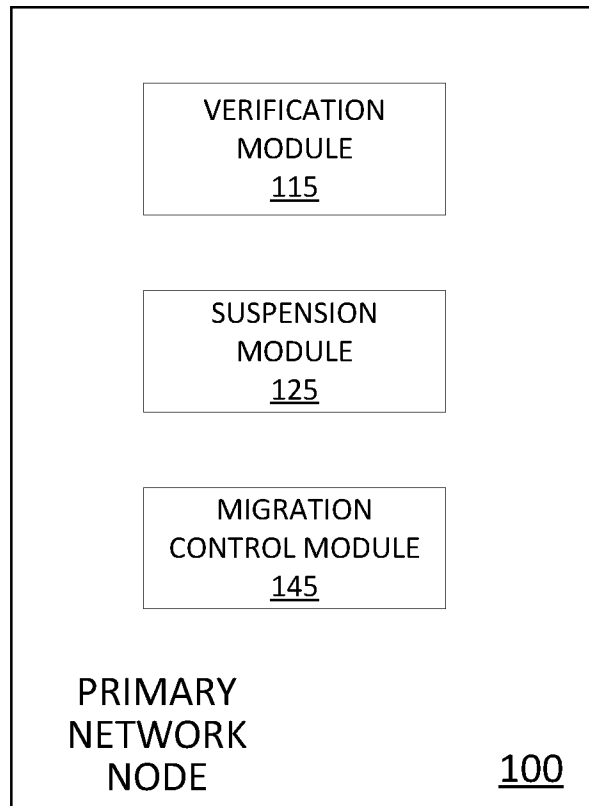 VERIFICATION
MODULE
115
SUSPENSION
MODULE
125
MIGRATION
CONTROL MODULE
145
PRIMARY
NETWORK
NODE
100